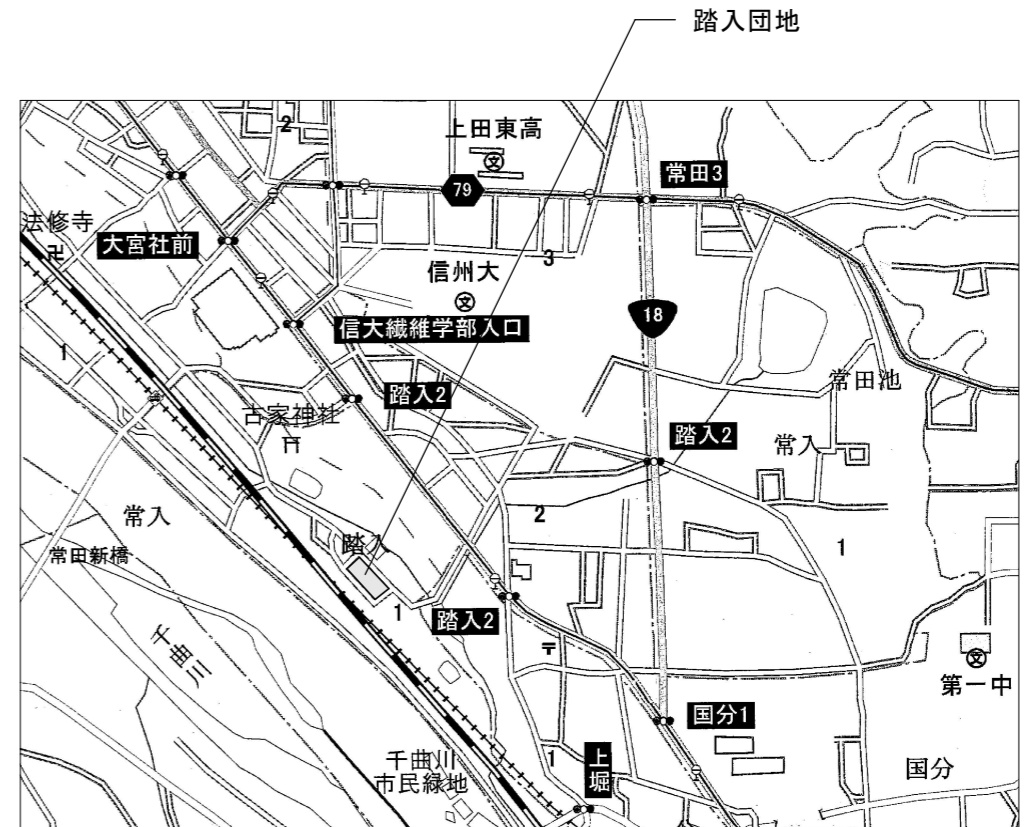 踏入団地
2
上田東高
文
常田3
79
法修寺
卍
大宮社前
信州大
3
文
18
信大繊維学部入口
1
踏入2
常田池
古家神社
踏入2
常入
常入
2
常田新橋
踏入
1
1
踏入2
千曲川
〒
文
第一中
国分1
千曲川
市民緑地
1
上堀
国分